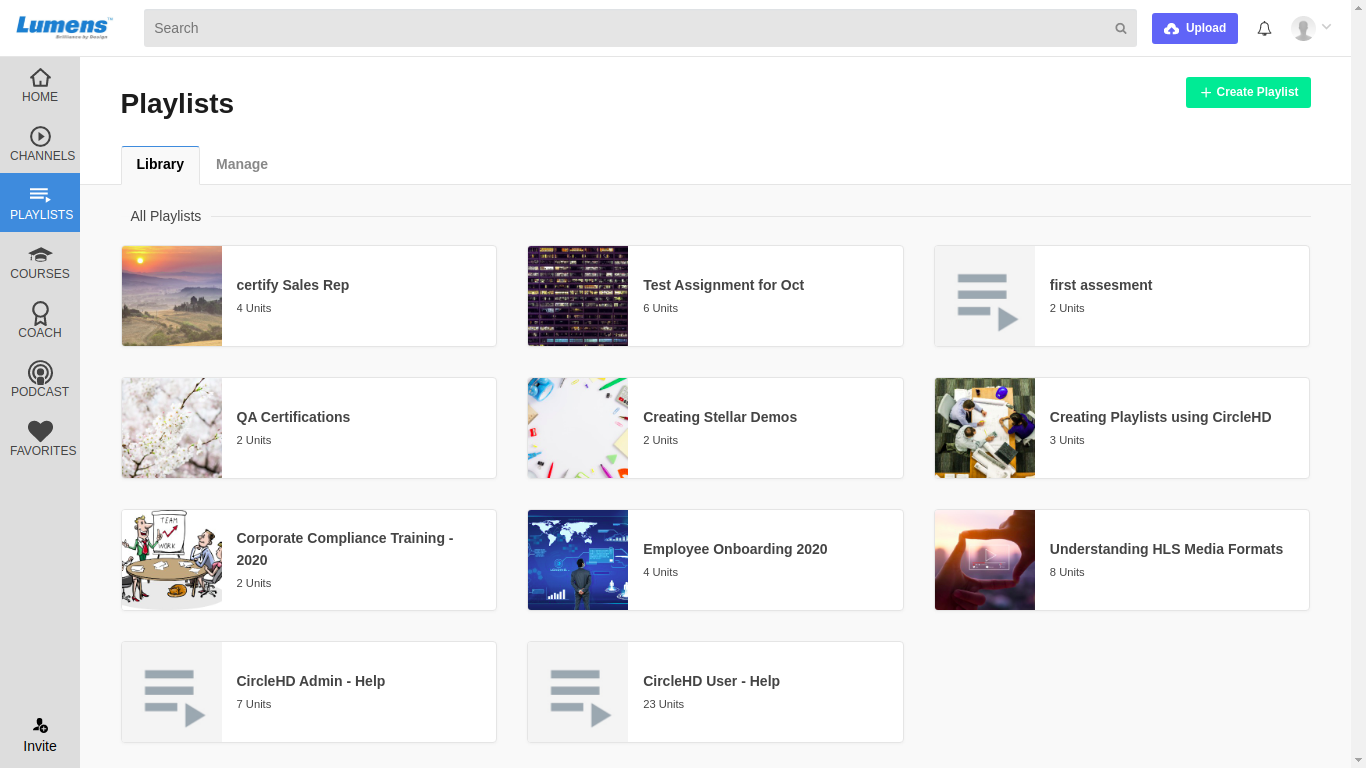 Lumens™
Brilliance by Design
Search
Upload
HOME
CHANNELS
PLAYLISTS
COURSES
COACH
PODCAST
FAVORITES
Invite
Playlists
Create Playlist
Library
Manage
All Playlists
certify Sales Rep
4 Units
Test Assignment for Oct
6 Units
first assesment
2 Units
QA Certifications
2 Units
Creating Stellar Demos
2 Units
Creating Playlists using CircleHD
3 Units
TEAM
WORK
Corporate Compliance Training -
2020
2 Units
Employee Onboarding 2020
4 Units
Understanding HLS Media Formats
8 Units
CircleHD Admin - Help
7 Units
CircleHD User - Help
23 Units